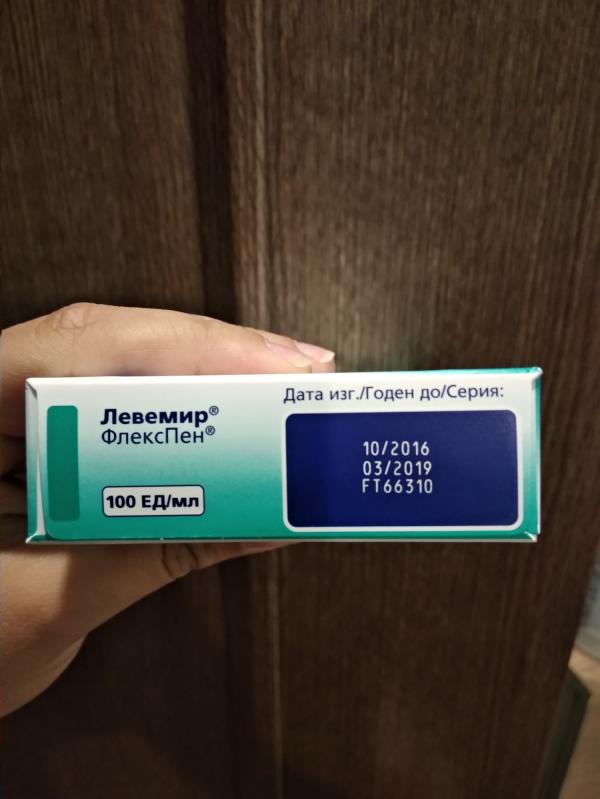 Левемир®
ФлексПен®
100 ЕД/мл
Дата изг./Годен до/Серия:
10/2016
03/2019
FT66310